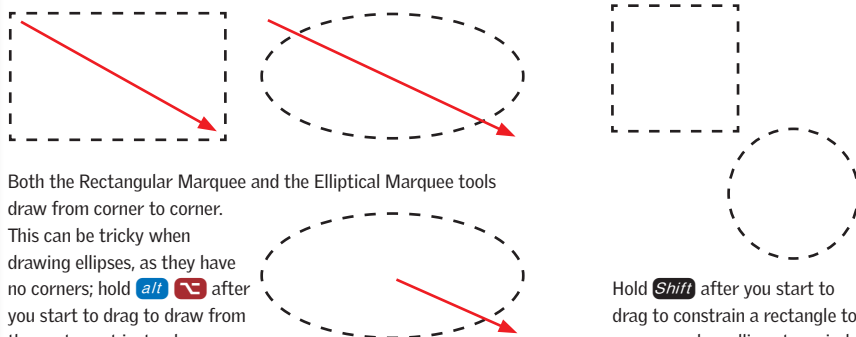 Both the Rectangular Marquee and the Elliptical Marquee tools
draw from corner to corner.
This can be tricky when
drawing ellipses, as they have
no corners; hold alt ⌥ after
you start to drag to draw from
Hold Shift after you start to
drag to constrain a rectangle to